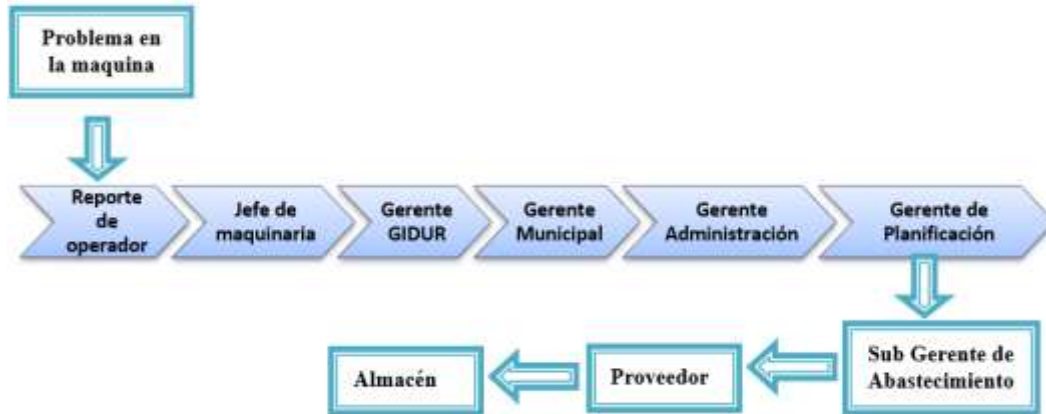 Problema en
la maquina
Reporte
de
operador
Jefe de
maquinaria
Gerente
GIDUR
Gerente
Municipal
Gerente
Administración
Gerente de
Planificación
Sub Gerente de
Abastecimiento
Proveedor
Almacén